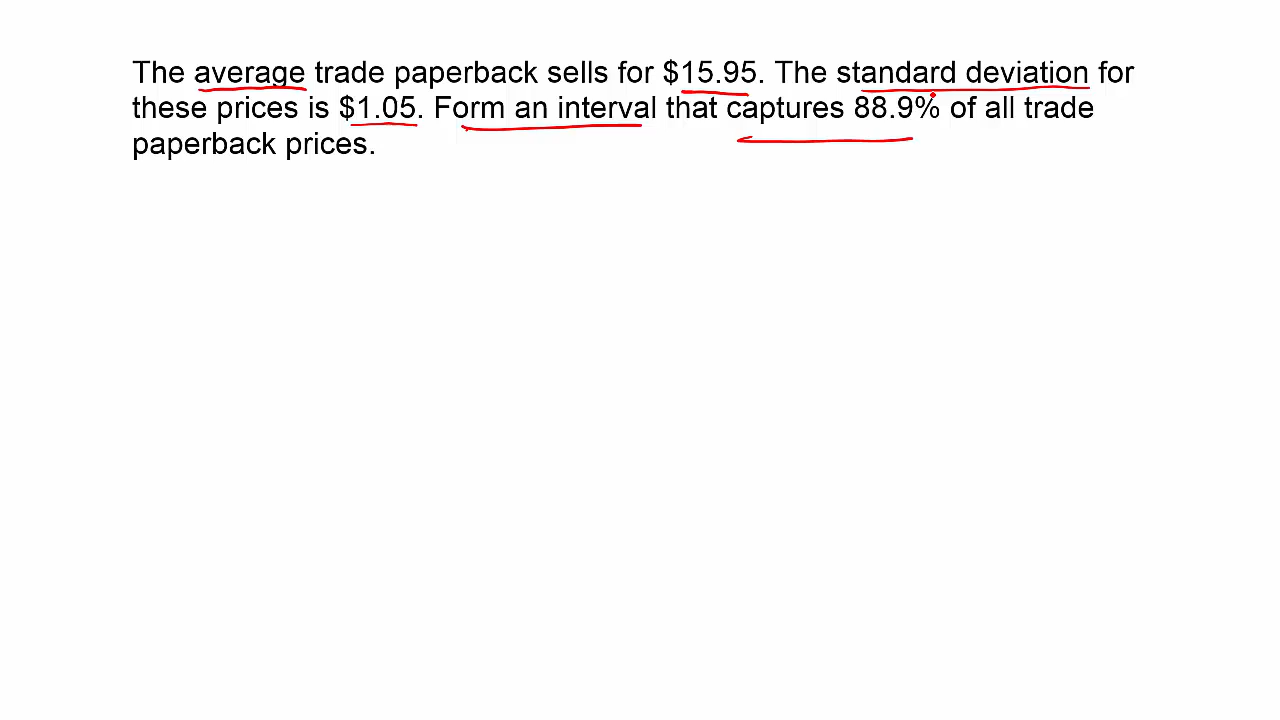 The average trade paperback sells for $15.95. The standard deviation for
these prices is $1.05. Form an interval that captures 88.9% of all trade
paperback prices.